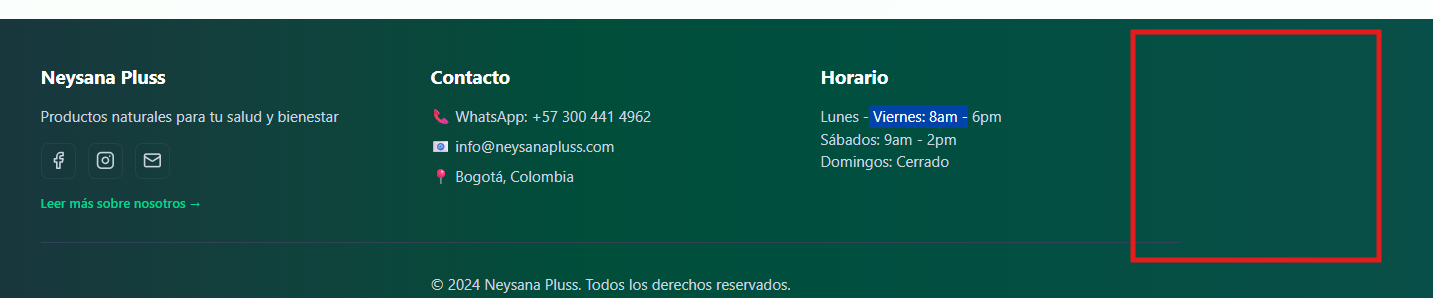 Neysana Pluss
Productos naturales para tu salud y bienestar
Leer más sobre nosotros →
Contacto
WhatsApp: +57 300 441 4962
info@neysanapluss.com
Bogotá, Colombia
Horario
Lunes - Viernes: 8am - 6pm
Sábados: 9am - 2pm
Domingos: Cerrado
© 2024 Neysana Pluss. Todos los derechos reservados.